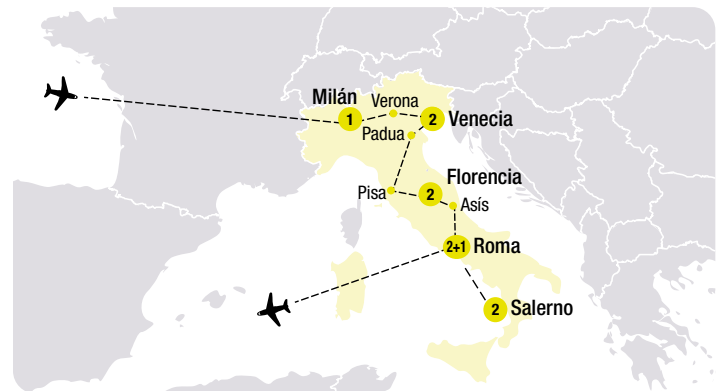 Milán
1
Verona
2
Venecia
Padua
Pisa
Florencia
2
Asís
2+1
Roma
2
Salerno